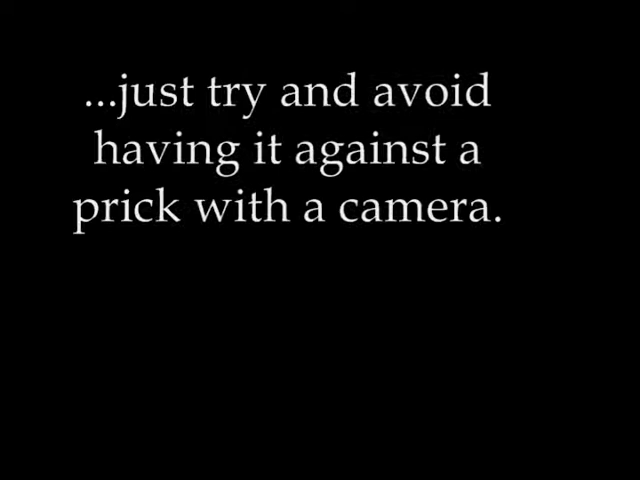 ...just try and avoid
having it against a
prick with a camera.